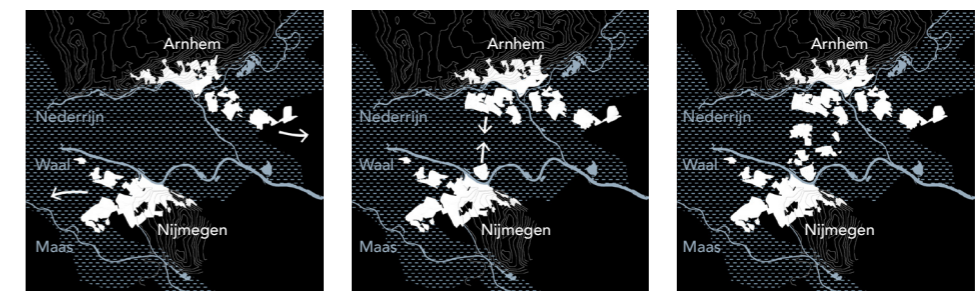 Arnhem
Nederrijn
Waal
Nijmegen
Maas
Arnhem
Nederrijn
Waal
Nijmegen
Maas
Arnhem
Nederrijn
Waal
Nijmegen
Maas